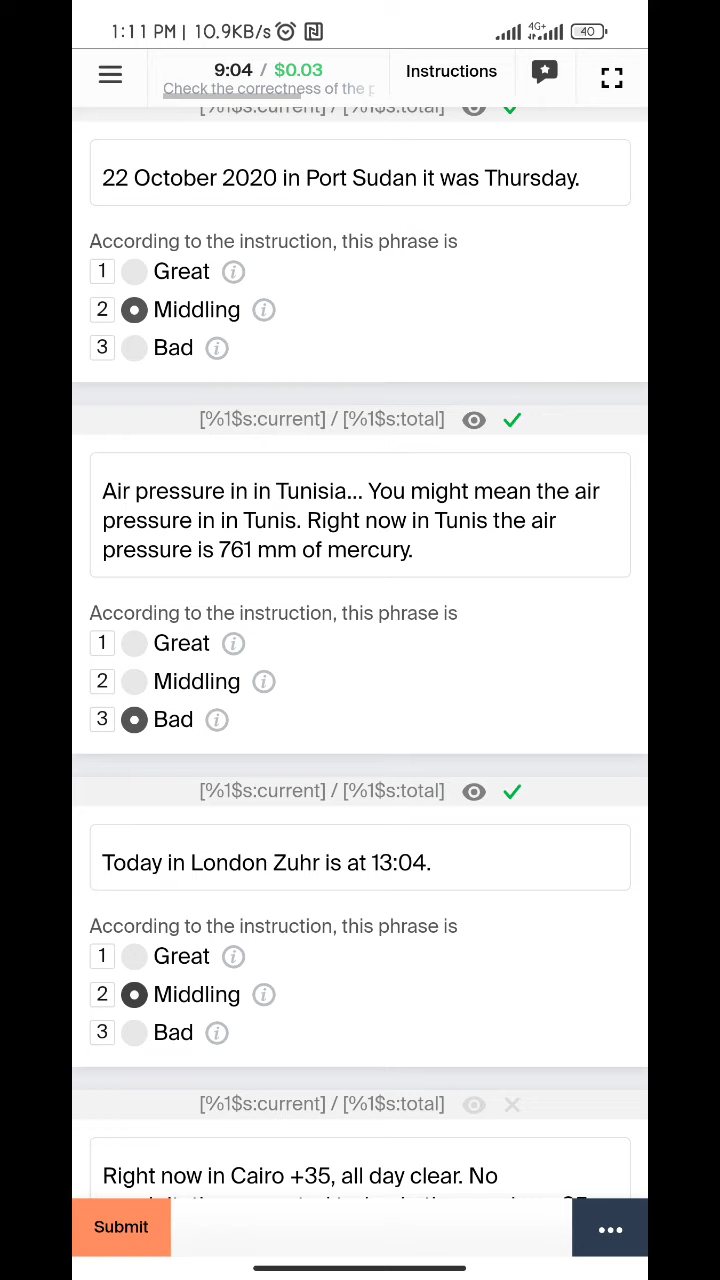 1:11 PM | 10.9KB/s 4G+ 40
9:04 / $0.03 Instructions
Check the correctness of the p
[%1$s:current] / [%1$s:total]
22 October 2020 in Port Sudan it was Thursday.
According to the instruction, this phrase is
1 Great
2 Middling
3 Bad
[%1$s:current] / [%1$s:total]
Air pressure in in Tunisia... You might mean the air
pressure in in Tunis. Right now in Tunis the air
pressure is 761 mm of mercury.
According to the instruction, this phrase is
1 Great
2 Middling
3 Bad
[%1$s:current] / [%1$s:total]
Today in London Zuhr is at 13:04.
According to the instruction, this phrase is
1 Great
2 Middling
3 Bad
[%1$s:current] / [%1$s:total]
Right now in Cairo +35, all day clear. No
Submit